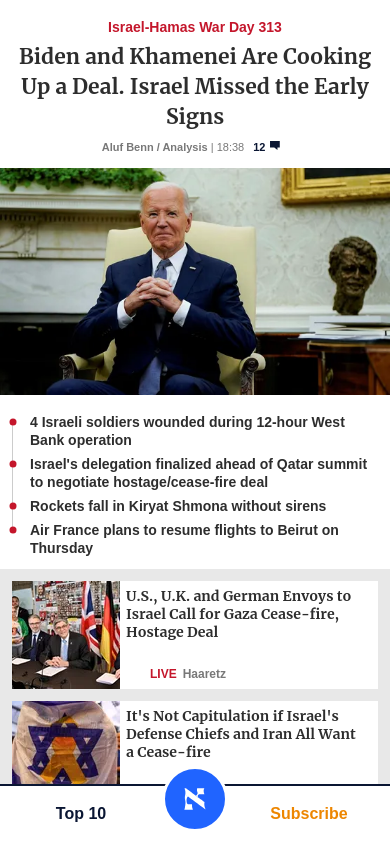 Israel-Hamas War Day 313
Biden and Khamenei Are Cooking
Up a Deal. Israel Missed the Early
Signs
Aluf Benn / Analysis | 18:38 12
4 Israeli soldiers wounded during 12-hour West
Bank operation
Israel's delegation finalized ahead of Qatar summit
to negotiate hostage/cease-fire deal
Rockets fall in Kiryat Shmona without sirens
Air France plans to resume flights to Beirut on
Thursday
U.S., U.K. and German Envoys to
Israel Call for Gaza Cease-fire,
Hostage Deal
LIVE Haaretz
It's Not Capitulation if Israel's
Defense Chiefs and Iran All Want
a Cease-fire
Top 10
א
Subscribe